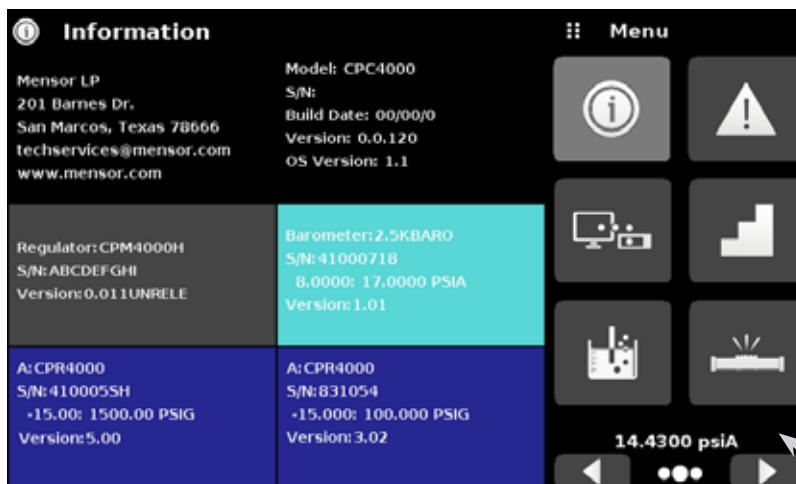 Information
Menu
Mensor LP
201 Barnes Dr.
San Marcos, Texas 78666
techservices@mensor.com
www.mensor.com
Model: CPC4000
S/N:
Build Date: 00/00/0
Version: 0.0.120
OS Version: 1.1
Regulator:CPM4000H
S/N:ABCDEFGHI
Version:0.011UNRELE
Barometer:2.5KBARO
S/N:41000718
8.0000: 17.0000 PSIA
Version:1.01
A:CPR4000
S/N:410005SH
-15.00: 1500.00 PSIG
Version:5.00
A:CPR4000
S/N:831054
-15.000: 100.000 PSIG
Version:3.02
14.4300 psiA